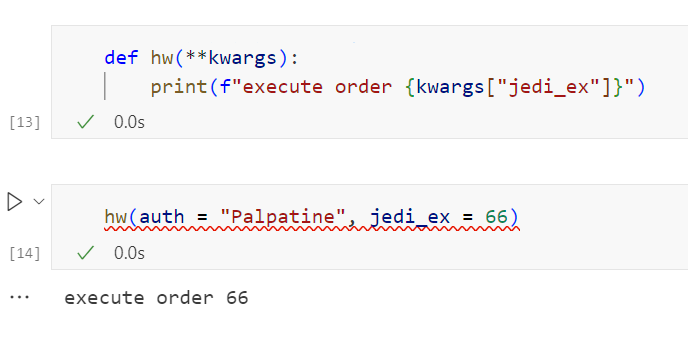 def hw(**kwargs):
    print(f"execute order {kwargs["jedi_ex"]}")
[13] 0.0s
hw(auth = "Palpatine", jedi_ex = 66)
[14] 0.0s
... execute order 66